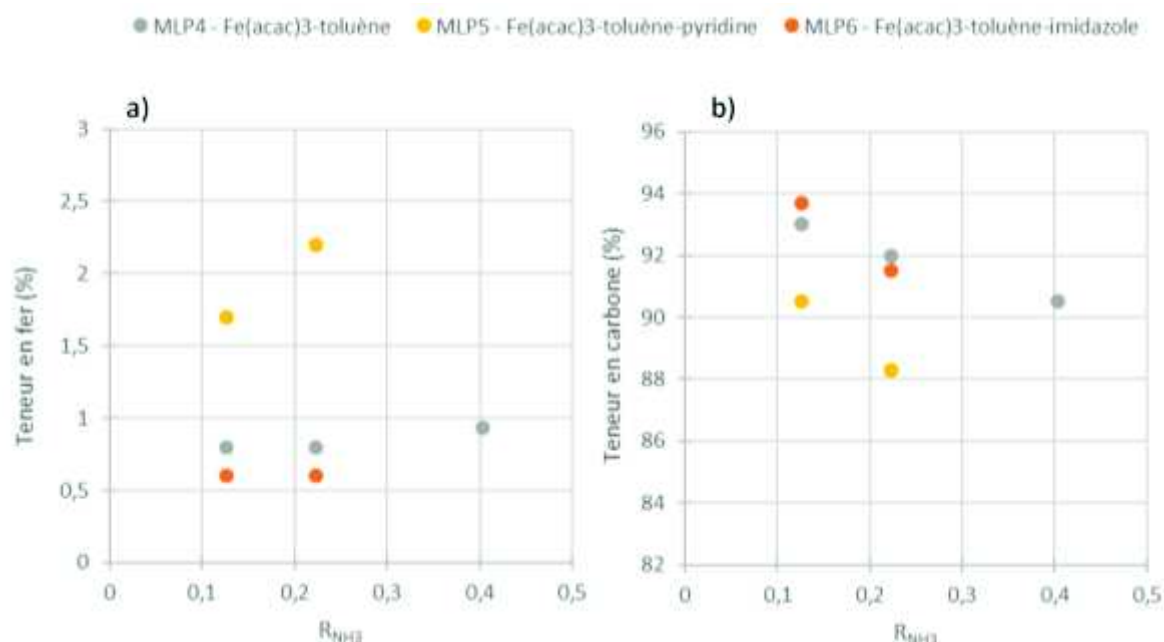 MLP4 - Fe(acac)3-toluène MLP5 - Fe(acac)3-toluène-pyridine MLP6 - Fe(acac)3-toluène-imidazole
a)
3
2,5
2
1,5
1
0,5
0
Teneur en fer (%)
0 0,1 0,2 0,3 0,4 0,5
RNH3
b)
96
94
92
90
88
86
84
82
Teneur en carbone (%)
0 0,1 0,2 0,3 0,4 0,5
RNH3